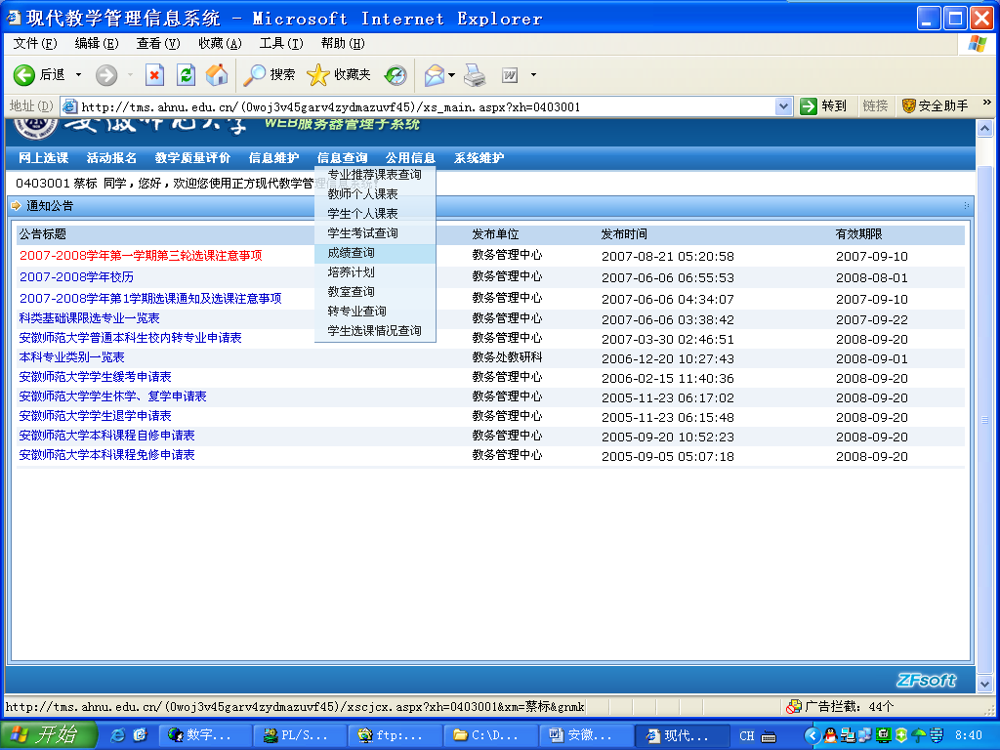 现代教学管理信息系统 - Microsoft Internet Explorer
文件(F) 编辑(E) 查看(V) 收藏(A) 工具(T) 帮助(H)
后退 搜索 收藏夹
地址(D) http://tms.ahnu.edu.cn/(0woj3v45garv4zydmazuvf45)/xs_main.aspx?xh=0403001 转到 链接 安全助手 »
安徽师范大学 WEB服务器管理子系统
网上选课 活动报名 教学质量评价 信息维护 信息查询 公用信息 系统维护
0403001 蔡标 同学，您好，欢迎您使用正方现代教学管理信息系统!
专业推荐课表查询
教师个人课表
学生个人课表
学生考试查询
成绩查询
培养计划
教室查询
转专业查询
学生选课情况查询
通知公告
公告标题 发布单位 发布时间 有效期限
2007-2008学年第一学期第三轮选课注意事项 教务管理中心 2007-08-21 05:20:58 2007-09-10
2007-2008学年校历 教务管理中心 2007-06-06 06:55:53 2008-08-01
2007-2008学年第1学期选课通知及选课注意事项 教务管理中心 2007-06-06 04:34:07 2007-09-10
科类基础课限选专业一览表 教务管理中心 2007-06-06 03:38:42 2007-09-22
安徽师范大学普通本科生校内转专业申请表 教务管理中心 2007-03-30 02:46:51 2008-09-20
本科专业类别一览表 教务处教研科 2006-12-20 10:27:43 2008-09-01
安徽师范大学学生缓考申请表 教务管理中心 2006-02-15 11:40:36 2008-09-20
安徽师范大学学生休学、复学申请表 教务管理中心 2005-11-23 06:17:02 2008-09-20
安徽师范大学学生退学申请表 教务管理中心 2005-11-23 06:15:48 2008-09-20
安徽师范大学本科课程自修申请表 教务管理中心 2005-09-20 10:52:23 2008-09-20
安徽师范大学本科课程免修申请表 教务管理中心 2005-09-05 05:07:18 2008-09-20
ZFsoft
http://tms.ahnu.edu.cn/(0woj3v45garv4zydmazuvf45)/xscjcx.aspx?xh=0403001&xm=蔡标&gnmk 广告拦截: 44个
开始 数字... PL/S... ftp:... C:\D... 安徽... 现代... CH 8:40